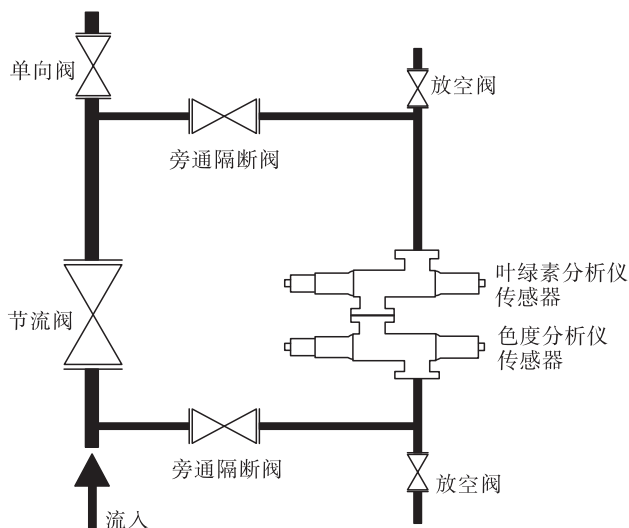 单向阀
放空阀
旁通隔断阀
叶绿素分析仪
传感器
节流阀
色度分析仪
传感器
旁通隔断阀
放空阀
流入